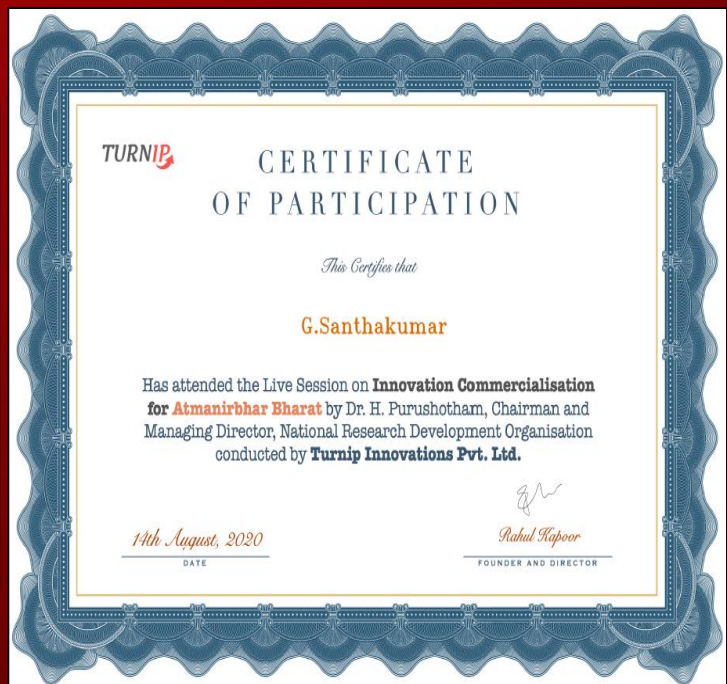 TURNIP
CERTIFICATE
OF PARTICIPATION
This Certifies that
G.Santhakumar
Has attended the Live Session on Innovation Commercialisation
for Atmanirbhar Bharat by Dr. H. Purushotham, Chairman and
Managing Director, National Research Development Organisation
conducted by Turnip Innovations Pvt. Ltd.
14th August, 2020
DATE
Rahul Kapoor
FOUNDER AND DIRECTOR